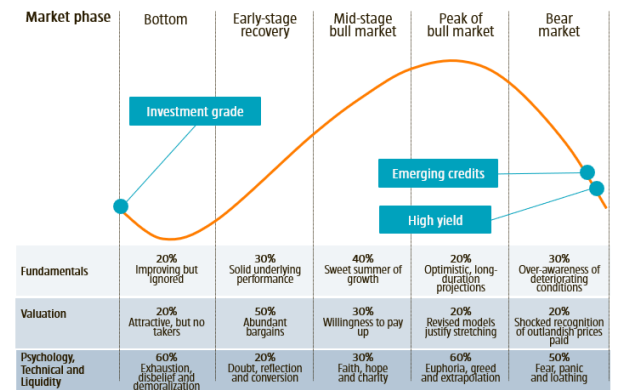 Market phase
Bottom
Early-stage
recovery
Mid-stage
bull market
Peak of
bull market
Bear
market
Investment grade
Emerging credits
High yield
Fundamentals
20%
Improving but
ignored
30%
Solid underlying
performance
40%
Sweet summer of
growth
20%
Optimistic, long-
duration
projections
30%
Over-awareness of
deteriorating
conditions
Valuation
20%
Attractive, but no
takers
50%
Abundant
bargains
30%
Willingness to pay
up
20%
Revised models
justify stretching
20%
Shocked recognition
of outlandish prices
paid
Psychology,
Technical and
Liquidity
60%
Exhaustion,
disbelief and
demoralization
20%
Doubt, reflection
and conversion
30%
Faith, hope
and charity
60%
Euphoria, greed
and extrapolation
50%
Fear, panic
and loathing